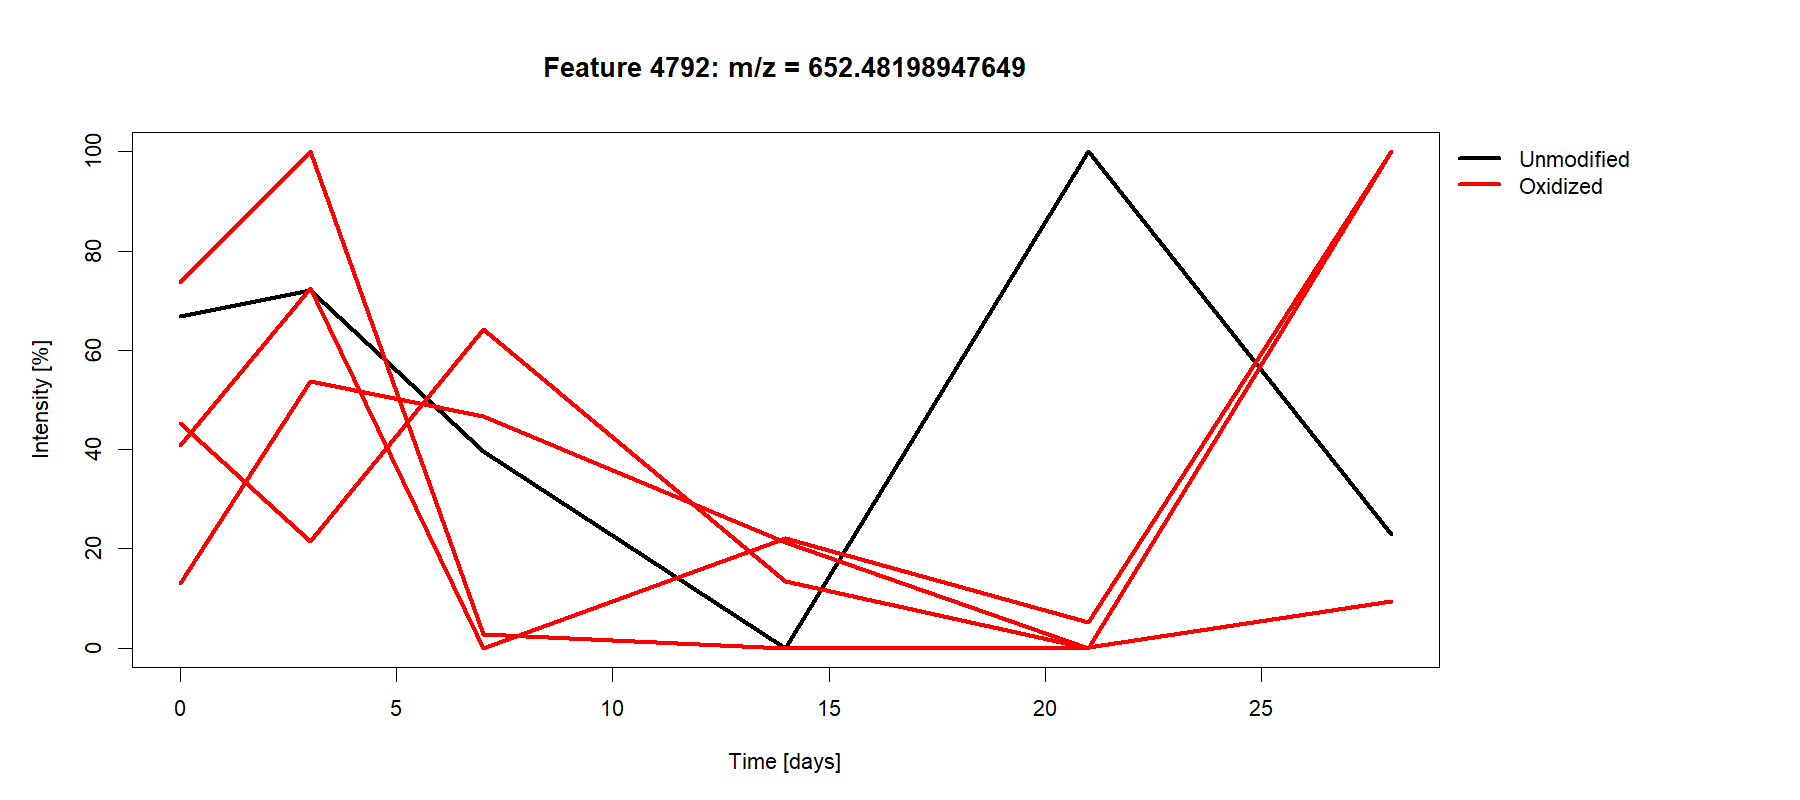 Feature 4792: m/z = 652.48198947649
Unmodified
Oxidized
Intensity [%]
100
80
60
40
20
0
0 5 10 15 20 25
Time [days]